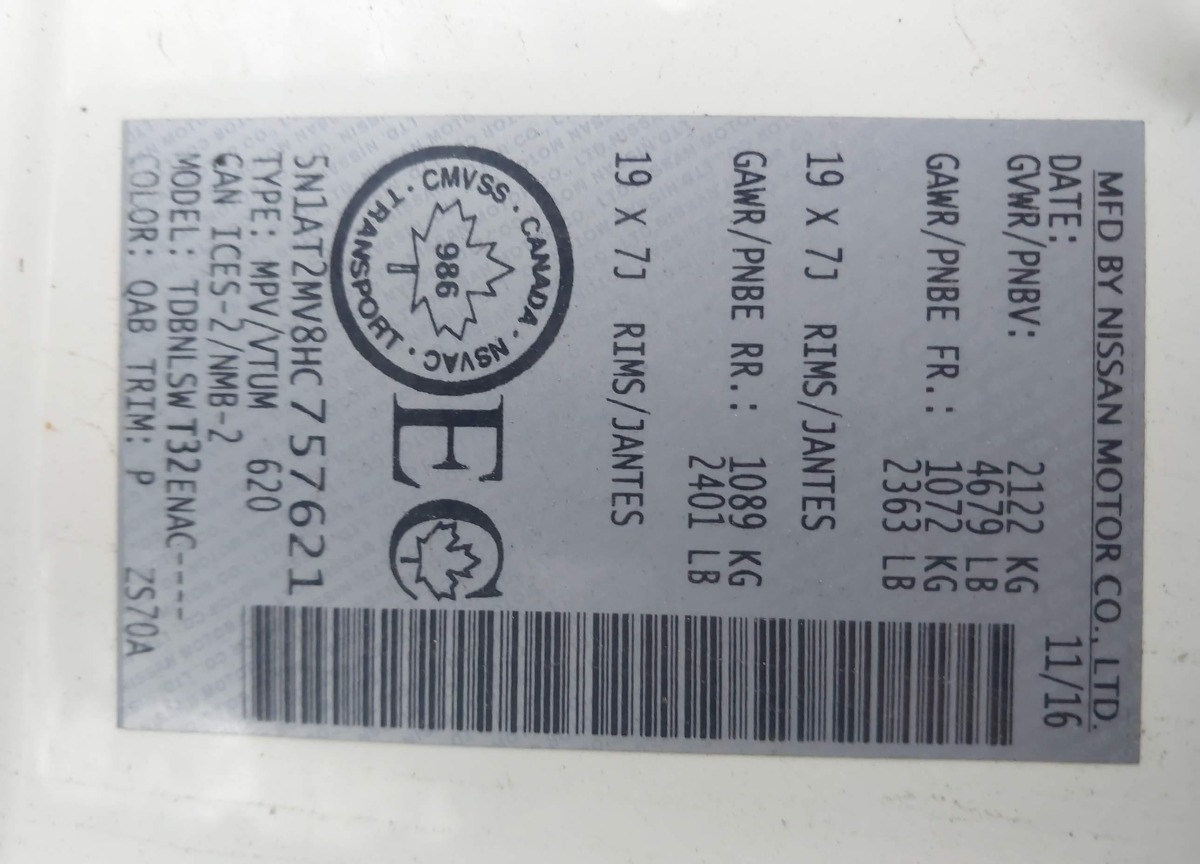 MFD BY NISSAN MOTOR CO., LTD.
DATE: 11/16
GVWR/PNBV: 2122 KG
4679 LB
GAWR/PNBE FR.: 1072 KG
2363 LB
19 X 7J RIMS/JANTES
GAWR/PNBE RR.: 1089 KG
2401 LB
19 X 7J RIMS/JANTES
CANADA · NSVAC · TRANSPORT · CMVSS ·
986
EC
5N1AT2MV8HC757621
TYPE: MPV/VTUM 620
CAN ICES-2/NMB-2
MODEL: TDBNLSWT32ENAC----
COLOR: QAB TRIM: P ZS70A